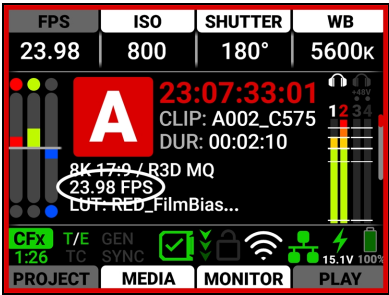 FPS ISO SHUTTER WB
23.98 800 180° 5600K
A
23:07:33:01
CLIP: A002_C575
DUR: 00:02:10
+48V
1 2 3 4
8K 17:9 / R3D MQ
23.98 FPS
LUT: RED_FilmBias...
CFx T/E GEN
1:26 TC SYNC 15.1V 100%
PROJECT MEDIA MONITOR PLAY